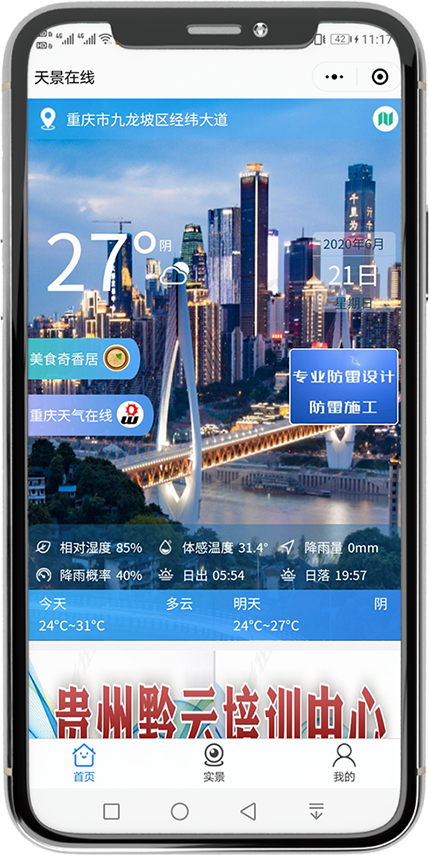 4G 4G 42 11:17
天景在线
重庆市九龙坡区经纬大道
27° 阴
2020年6月
21日
星期日
美食奇香居
专业防雷设计
防雷施工
重庆天气在线
相对湿度 85% 体感温度 31.4° 降雨量 0mm
降雨概率 40% 日出 05:54 日落 19:57
今天 多云 明天 阴
24°C~31°C 24°C~27°C
贵州黔云培训中心
首页 实景 我的